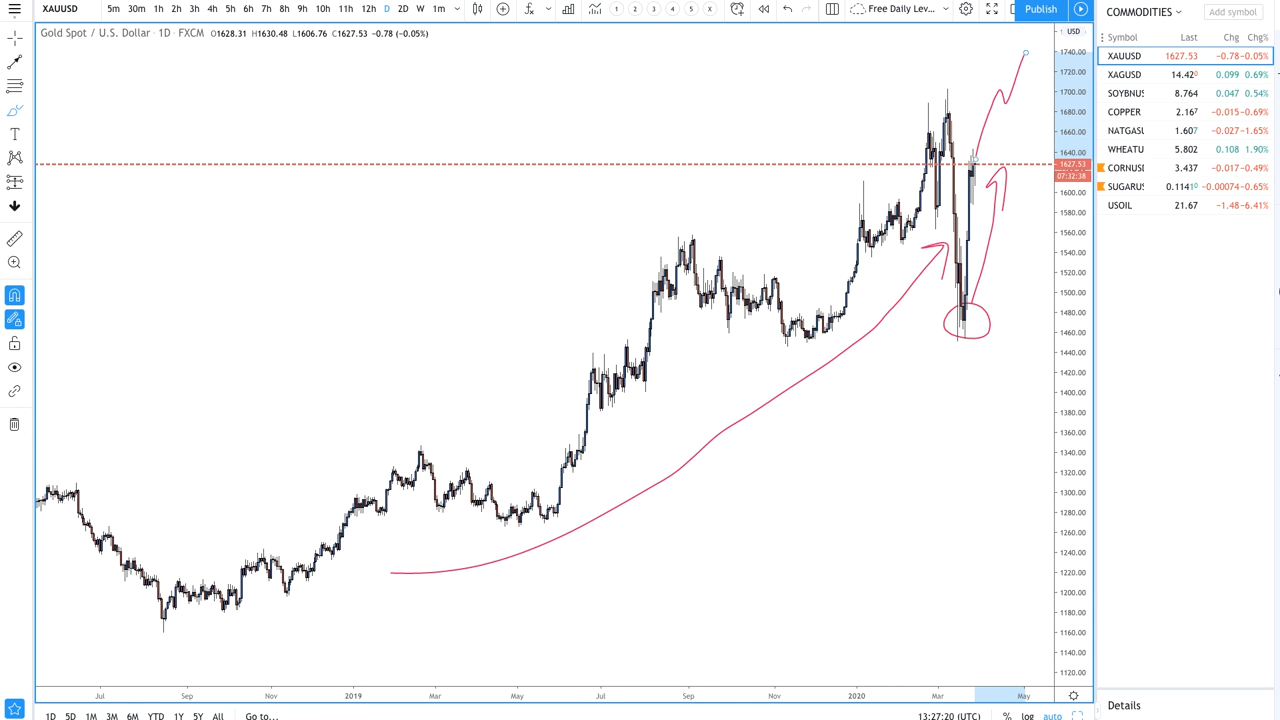 XAUUSD 5m 30m 1h 2h 3h 4h 5h 6h 7h 8h 9h 10h 11h 12h D 2D W 1m 1 2 3 4 5 X Free Daily Lev... Publish
COMMODITIES Add symbol
Gold Spot / U.S. Dollar · 1D · FXCM O1628.31 H1630.48 L1606.76 C1627.53 −0.78 (−0.05%)
USD
Symbol Last Chg Chg%
XAUUSD 1627.53 −0.78 −0.05%
XAGUSD 14.420 0.099 0.69%
SOYBNUS 8.764 0.047 0.54%
COPPER 2.167 −0.015 −0.69%
NATGASU 1.607 −0.027 −1.65%
WHEATU 5.802 0.108 1.90%
CORNUSD 3.437 −0.017 −0.49%
SUGARUS 0.11410 −0.00074 −0.65%
USOIL 21.67 −1.48 −6.41%
1740.00
1720.00
1700.00
1680.00
1660.00
1640.00
1627.53
07:32:38
1600.00
1580.00
1560.00
1540.00
1520.00
1500.00
1480.00
1460.00
1440.00
1420.00
1400.00
1380.00
1360.00
1340.00
1320.00
1300.00
1280.00
1260.00
1240.00
1220.00
1200.00
1180.00
1160.00
1140.00
1120.00
Jul Sep Nov 2019 Mar May Jul Sep Nov 2020 Mar May
1D 5D 1M 3M 6M YTD 1Y 5Y All Go to... 13:27:20 (UTC) % log auto
Details